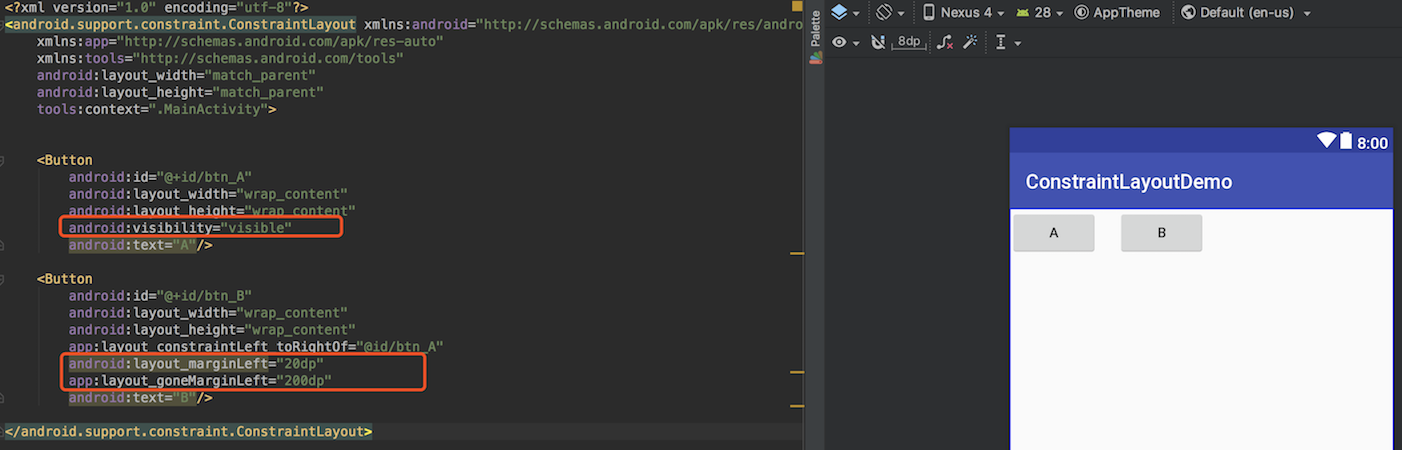 <?xml version="1.0" encoding="utf-8"?>
<android.support.constraint.ConstraintLayout xmlns:android="http://schemas.android.com/apk/res/andro
xmlns:app="http://schemas.android.com/apk/res-auto"
xmlns:tools="http://schemas.android.com/tools"
android:layout_width="match_parent"
android:layout_height="match_parent"
tools:context=".MainActivity">
<Button
android:id="@+id/btn_A"
android:layout_width="wrap_content"
android:layout_height="wrap_content"
android:visibility="visible"
android:text="A"/>
<Button
android:id="@+id/btn_B"
android:layout_width="wrap_content"
android:layout_height="wrap_content"
app:layout_constraintLeft_toRightOf="@id/btn_A"
android:layout_marginLeft="20dp"
app:layout_goneMarginLeft="200dp"
android:text="B"/>
</android.support.constraint.ConstraintLayout>
Palette
Nexus 4 28 AppTheme Default (en-us)
8dp
8:00
ConstraintLayoutDemo
A B